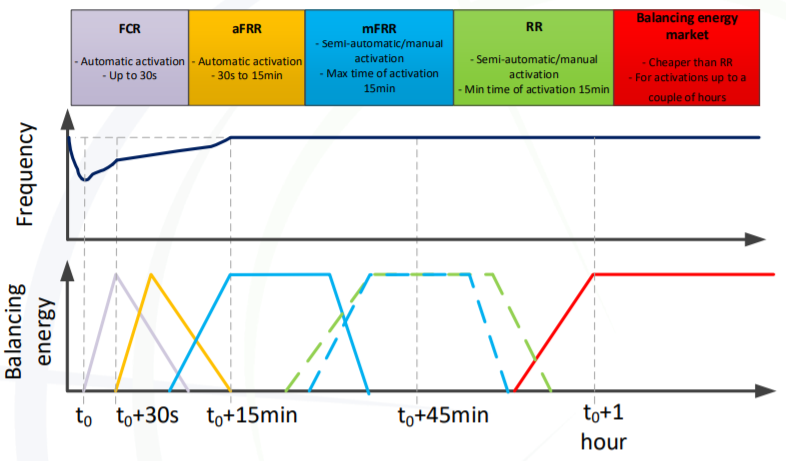 FCR
- Automatic activation
- Up to 30s
aFRR
- Automatic activation
- 30s to 15min
mFRR
- Semi-automatic/manual
activation
- Max time of activation
15min
RR
- Semi-automatic/manual
activation
- Min time of activation 15min
Balancing energy
market
- Cheaper than RR
- For activations up to a
couple of hours
Frequency
Balancing
energy
t0
t0+30s
t0+15min
t0+45min
t0+1
hour